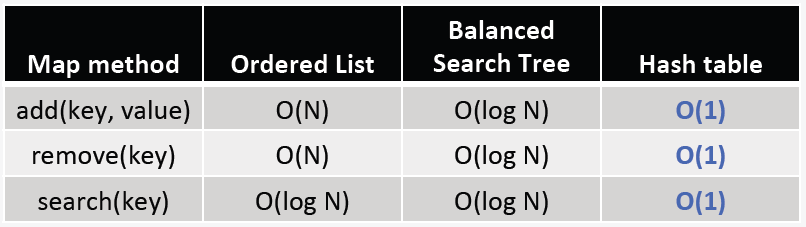 Map method Ordered List Balanced Search Tree Hash table
add(key, value) O(N) O(log N) O(1)
remove(key) O(N) O(log N) O(1)
search(key) O(log N) O(log N) O(1)